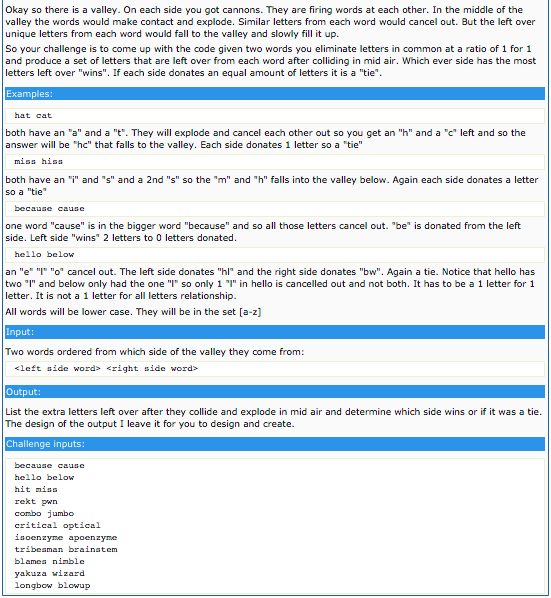 Okay so there is a valley. On each side you got cannons. They are firing words at each other. In the middle of the
valley the words would make contact and explode. Similar letters from each word would cancel out. But the left over
unique letters from each word would fall to the valley and slowly fill it up.
So your challenge is to come up with the code given two words you eliminate letters in common at a ratio of 1 for 1
and produce a set of letters that are left over from each word after colliding in mid air. Which ever side has the most
letters left over "wins". If each side donates an equal amount of letters it is a "tie".
Examples:
hat cat
both have an "a" and a "t". They will explode and cancel each other out so you get an "h" and a "c" left and so the
answer will be "hc" that falls to the valley. Each side donates 1 letter so a "tie"
miss hiss
both have an "i" and "s" and a 2nd "s" so the "m" and "h" falls into the valley below. Again each side donates a letter
so a "tie"
because cause
one word "cause" is in the bigger word "because" and so all those letters cancel out. "be" is donated from the left
side. Left side "wins" 2 letters to 0 letters donated.
hello below
an "e" "l" "o" cancel out. The left side donates "hl" and the right side donates "bw". Again a tie. Notice that hello has
two "l" and below only had the one "l" so only 1 "l" in hello is cancelled out and not both. It has to be a 1 letter for 1
letter. It is not a 1 letter for all letters relationship.
All words will be lower case. They will be in the set [a-z]
Input:
Two words ordered from which side of the valley they come from:
<left side word> <right side word>
Output:
List the extra letters left over after they collide and explode in mid air and determine which side wins or if it was a tie.
The design of the output I leave it for you to design and create.
Challenge inputs:
because cause
hello below
hit miss
rekt pwn
combo jumbo
critical optical
isoenzyme apoenzyme
tribesman brainstem
blames nimble
yakuza wizard
longbow blowup